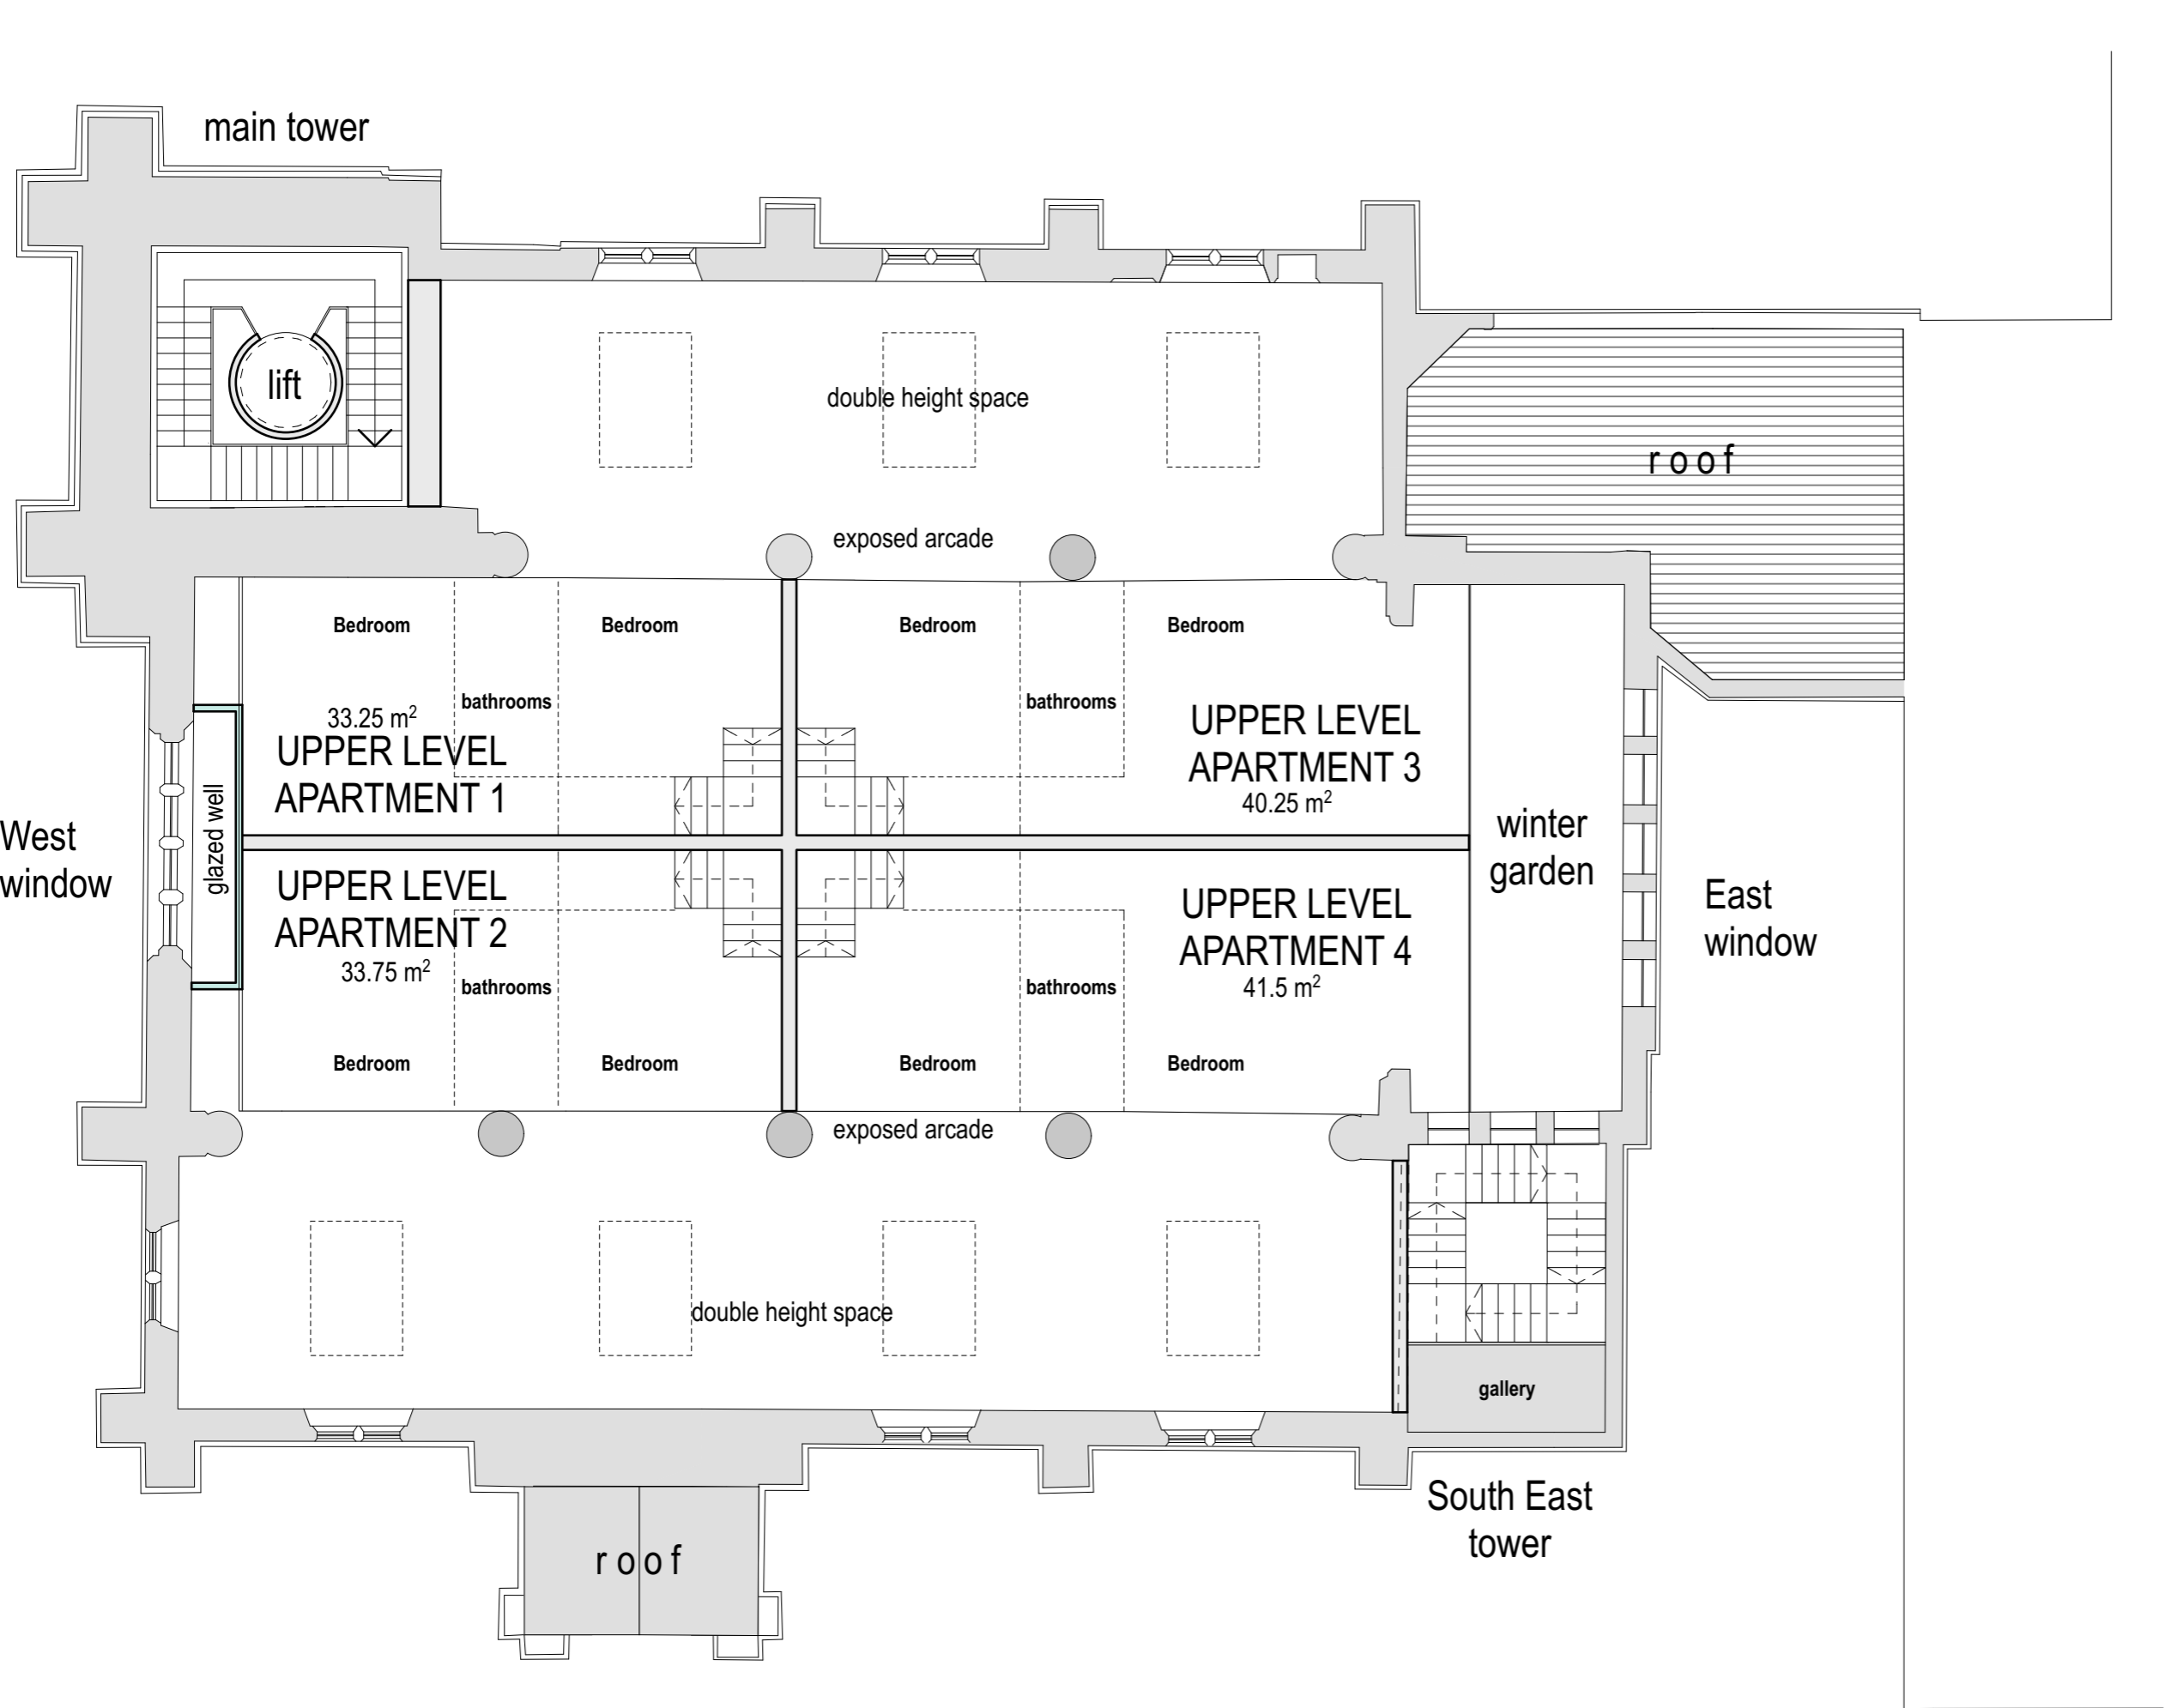 main tower
lift
double height space
roof
exposed arcade
Bedroom
Bedroom
Bedroom
Bedroom
bathrooms
bathrooms
33.25 m²
UPPER LEVEL
APARTMENT 1
UPPER LEVEL
APARTMENT 3
40.25 m²
West
window
glazed well
winter
garden
UPPER LEVEL
APARTMENT 2
33.75 m²
UPPER LEVEL
APARTMENT 4
41.5 m²
East
window
bathrooms
bathrooms
Bedroom
Bedroom
Bedroom
Bedroom
exposed arcade
double height space
gallery
South East
tower
roof